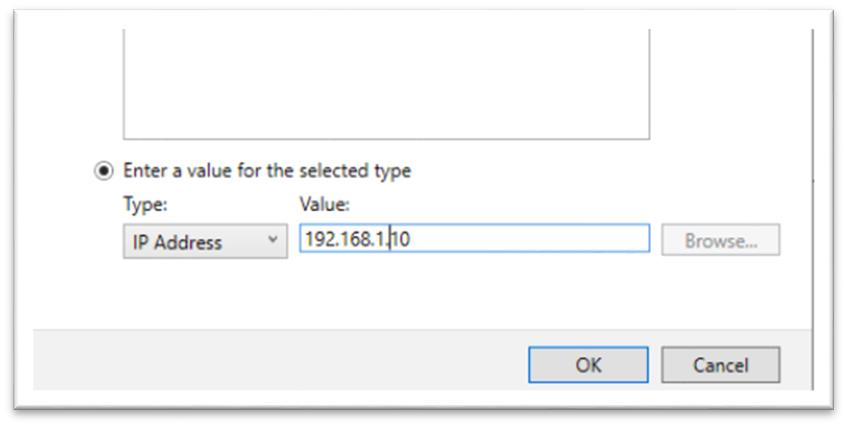 Enter a value for the selected type
Type: Value:
IP Address 192.168.1.10 Browse...
OK Cancel